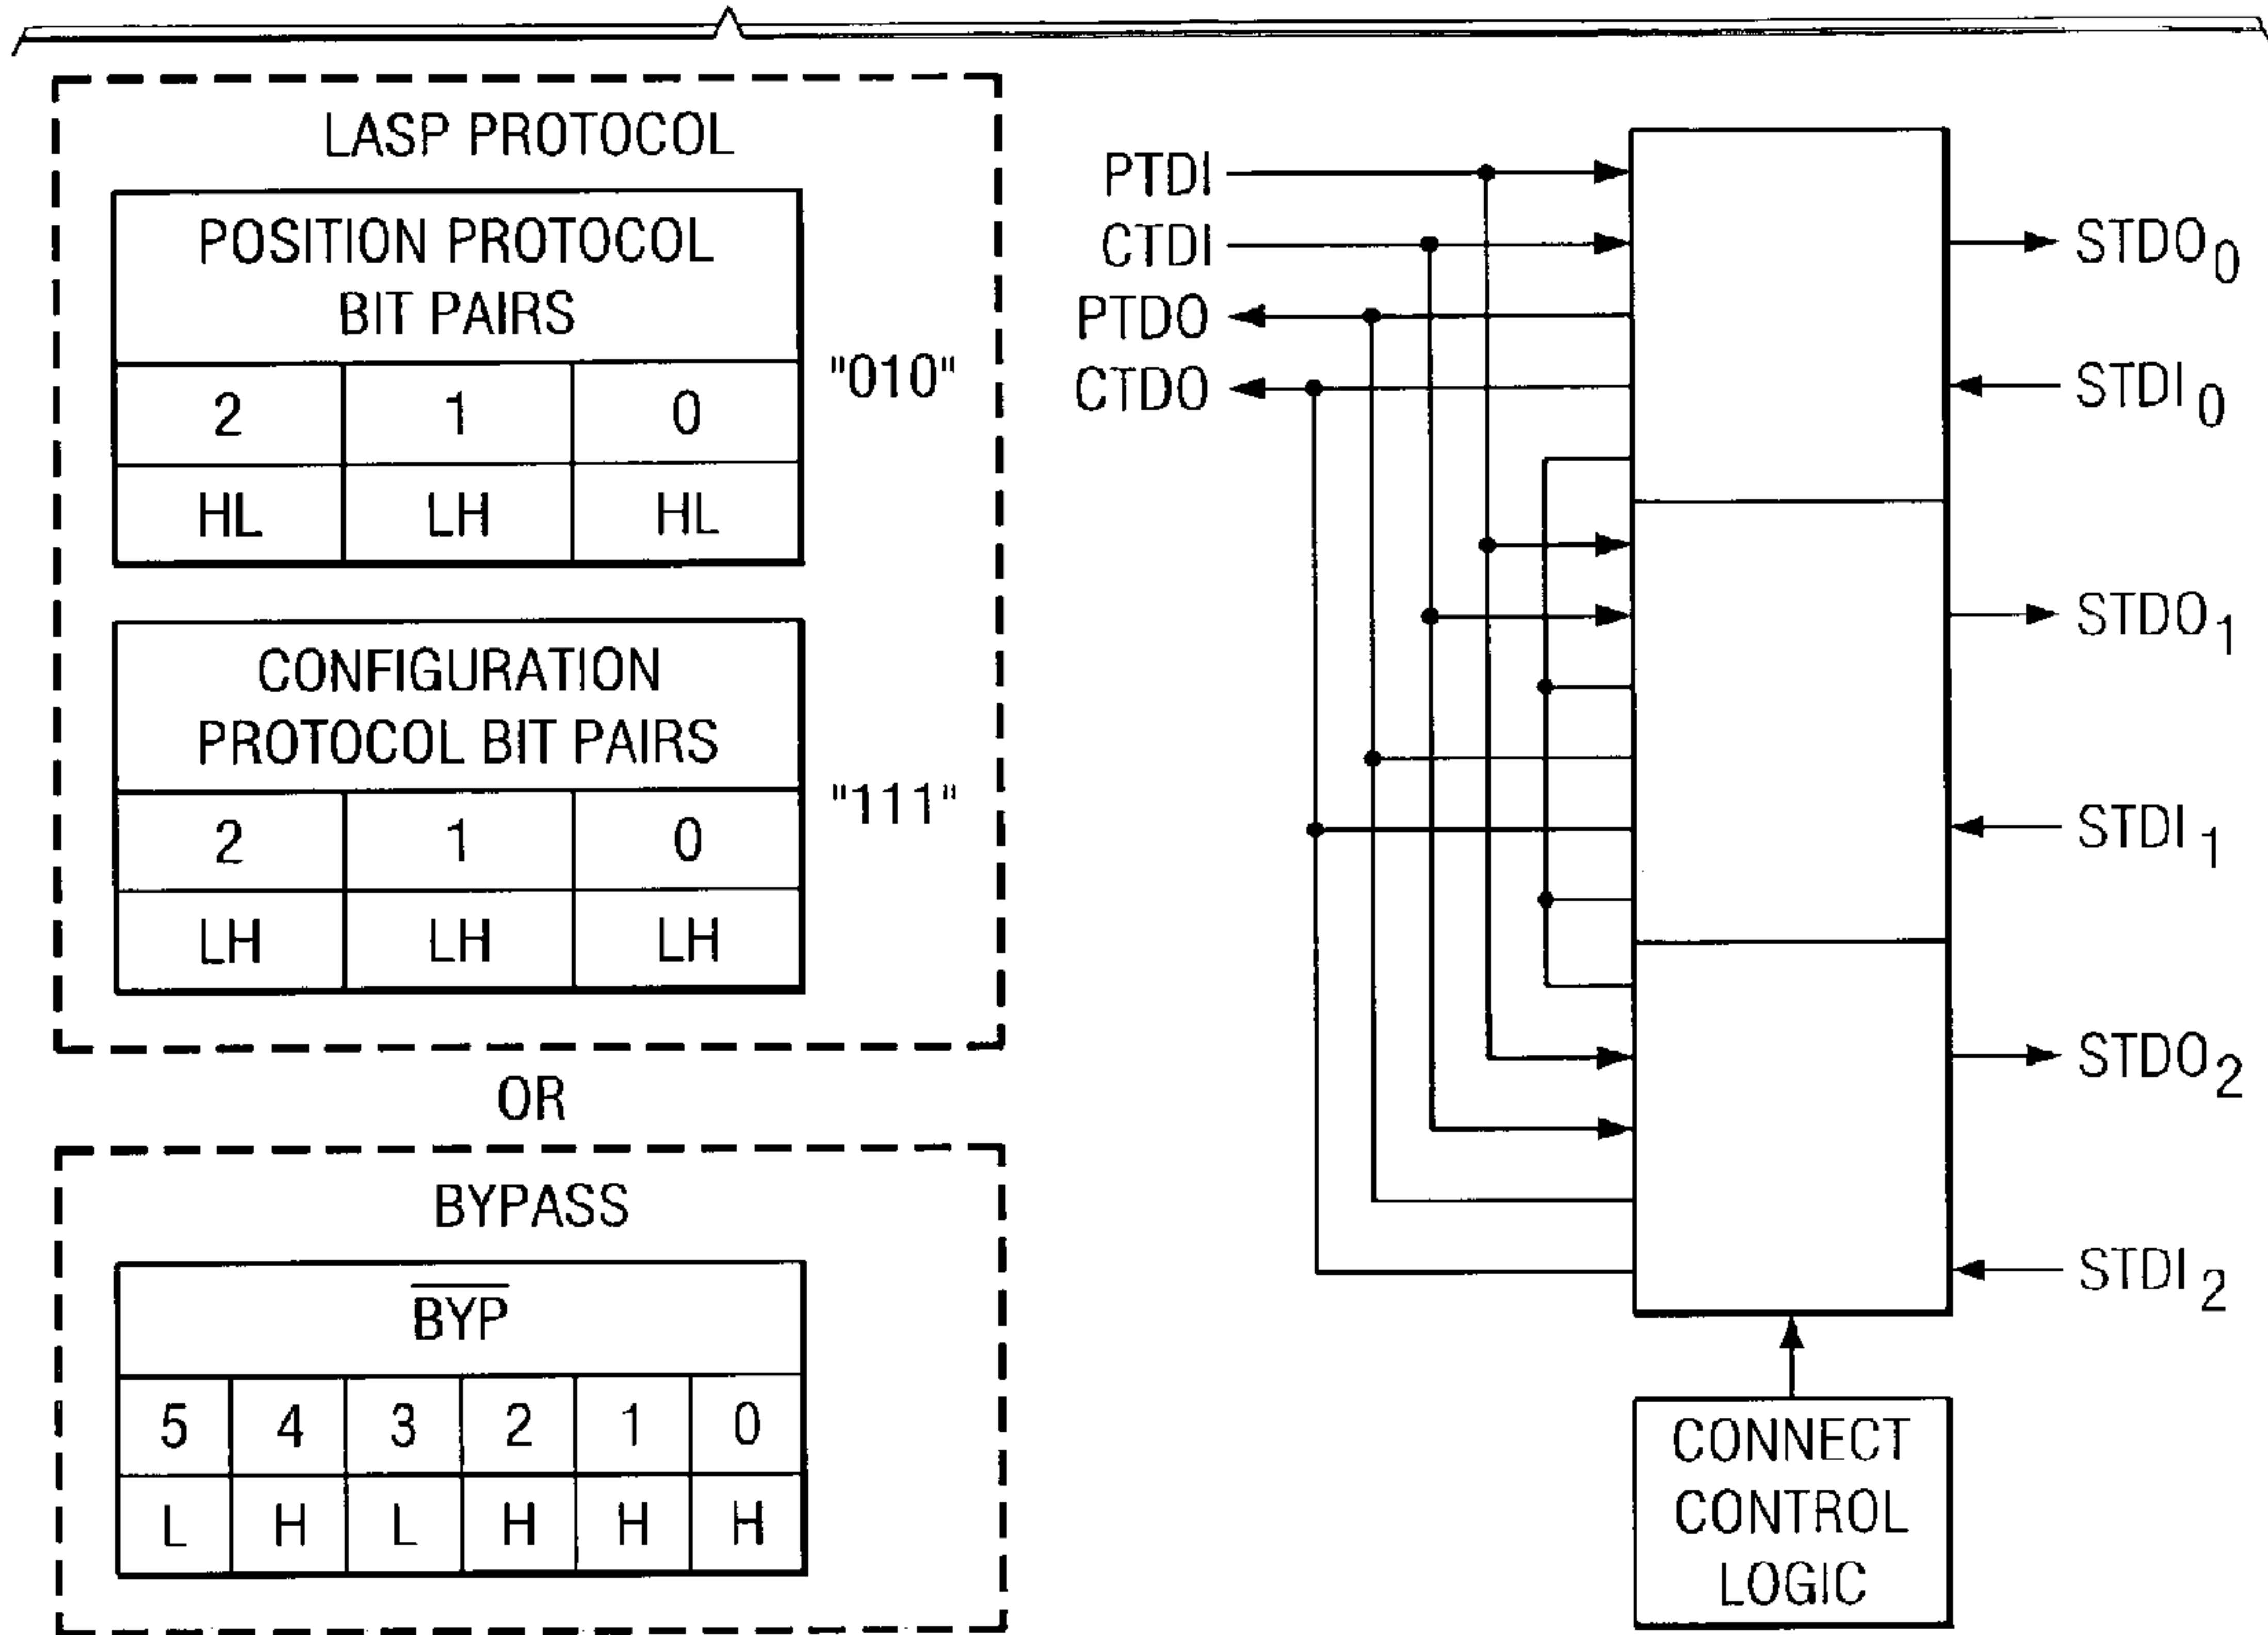 LASP PROTOCOL
POSITION PROTOCOL
BIT PAIRS
2 1 0
HL LH HL
"010"
CONFIGURATION
PROTOCOL BIT PAIRS
2 1 0
LH LH LH
"111"
OR
BYPASS
B̅Y̅P̅
5 4 3 2 1 0
L H L H H H
PTDI
CTDI
PTDO
CTDO
STDO₀
STDI₀
STDO₁
STDI₁
STDO₂
STDI₂
CONNECT
CONTROL
LOGIC